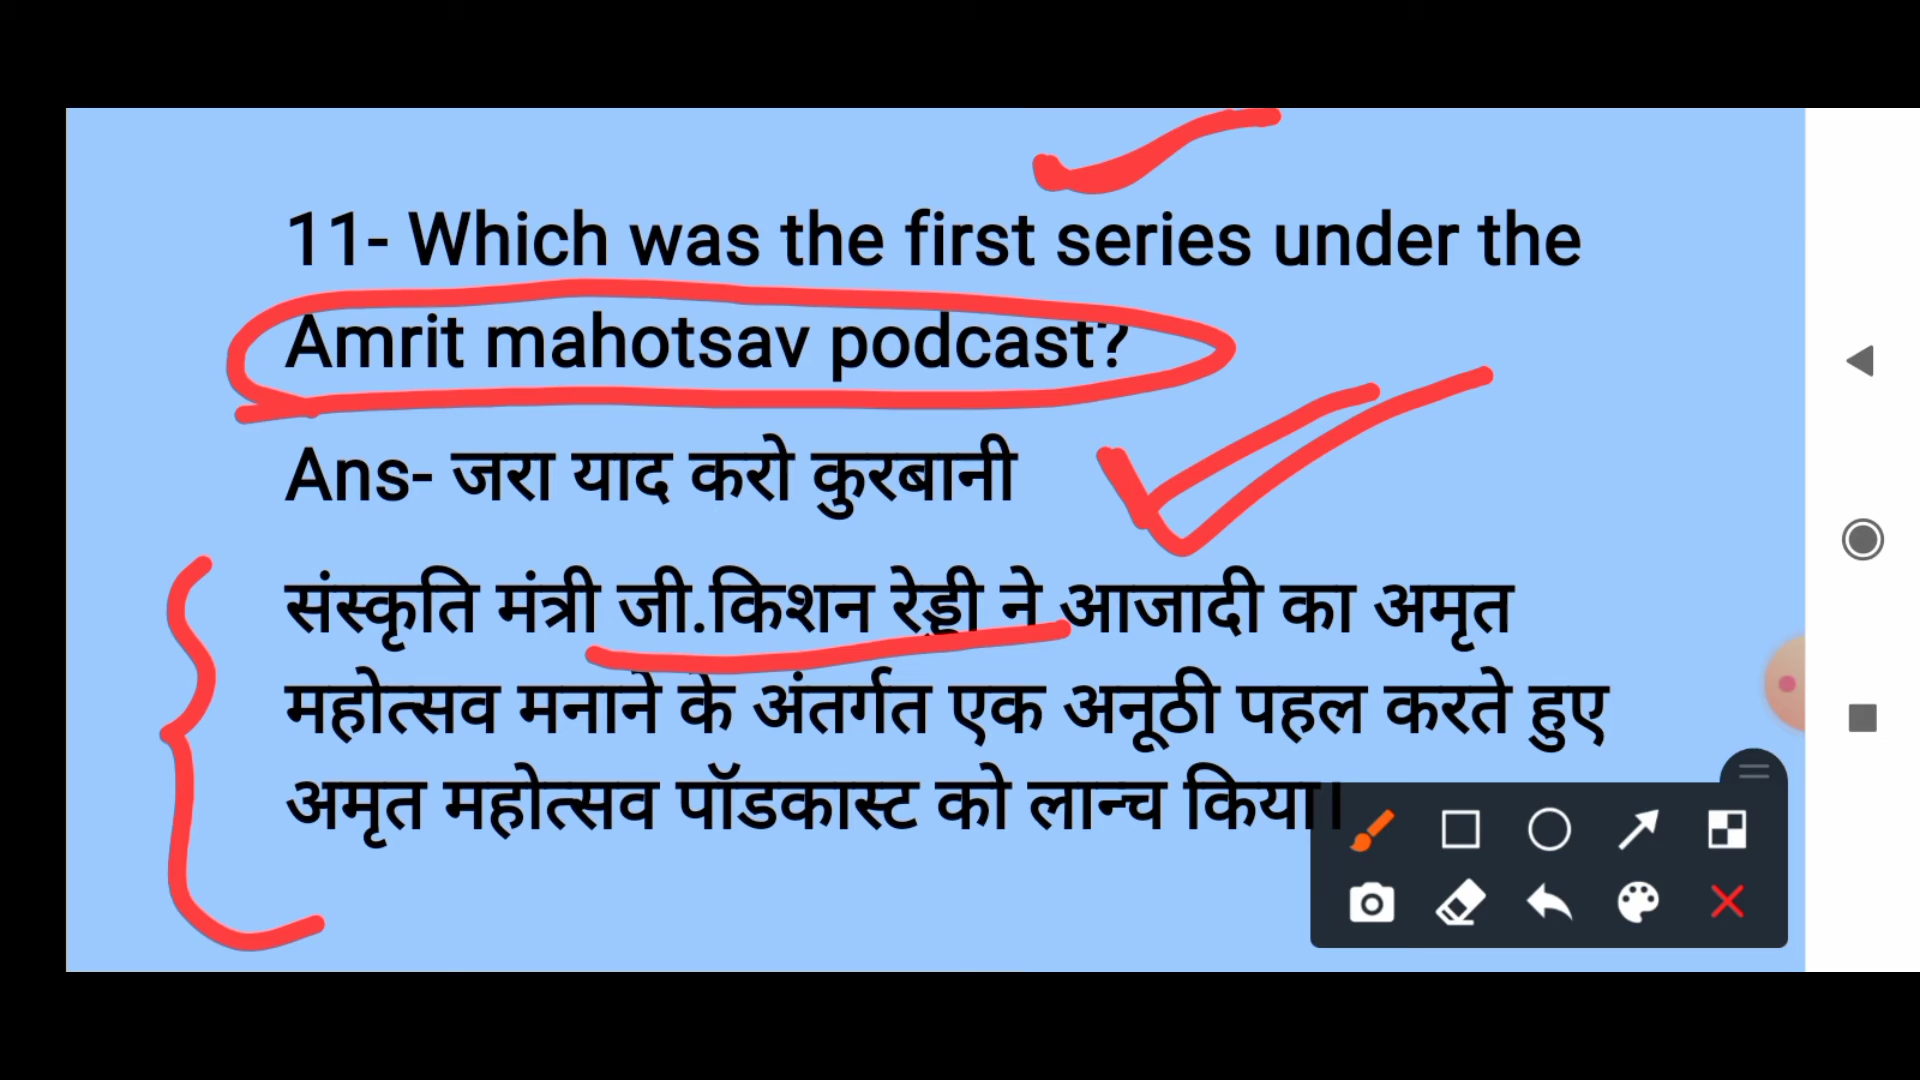 11- Which was the first series under the
Amrit mahotsav podcast?
Ans- जरा याद करो कुरबानी
संस्कृति मंत्री जी.किशन रेड्डी ने आजादी का अमृत
महोत्सव मनाने के अंतर्गत एक अनूठी पहल करते हुए
अमृत महोत्सव पॉडकास्ट को लान्च किया।